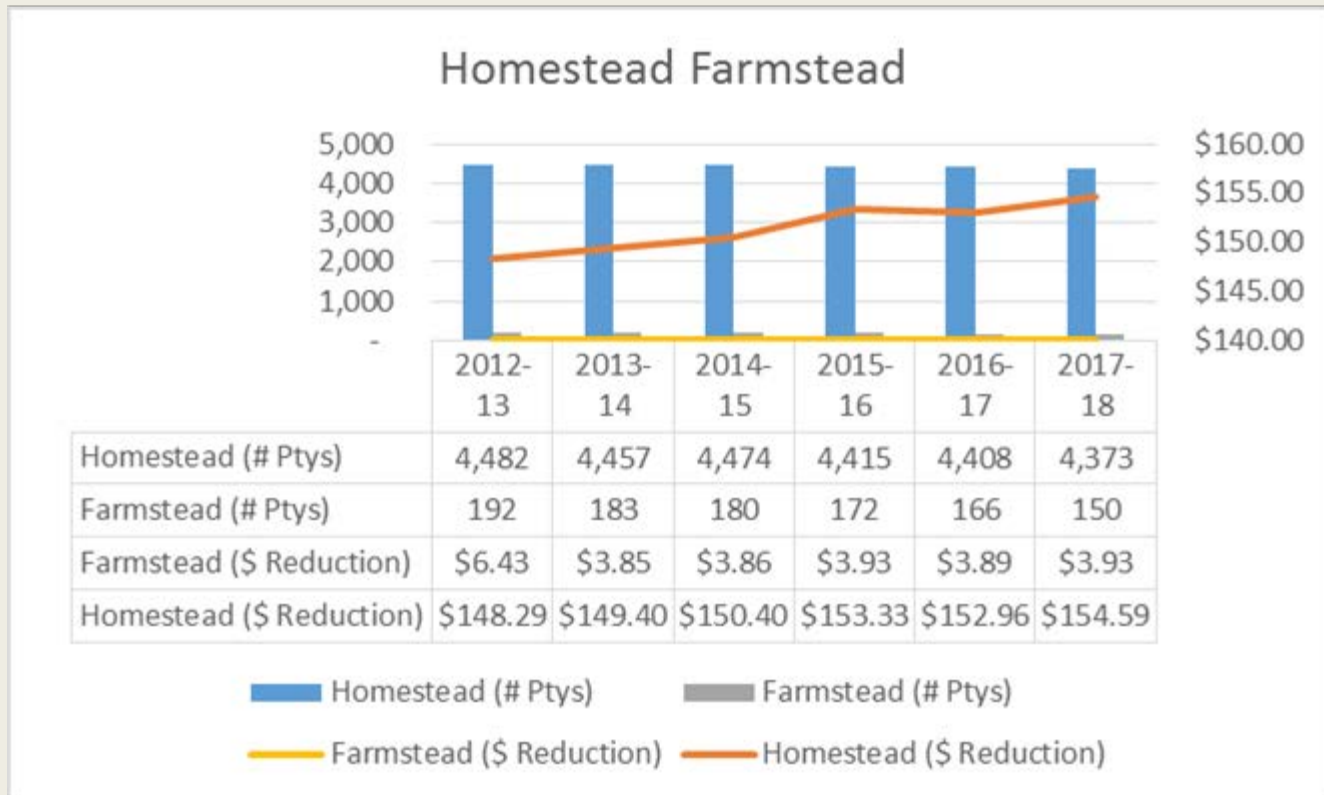 Homestead Farmstead
5,000
4,000
3,000
2,000
1,000
-
$160.00
$155.00
$150.00
$145.00
$140.00
2012- 2013- 2014- 2015- 2016- 2017-
13 14 15 16 17 18
Homestead (# Ptys) 4,482 4,457 4,474 4,415 4,408 4,373
Farmstead (# Ptys) 192 183 180 172 166 150
Farmstead ($ Reduction) $6.43 $3.85 $3.86 $3.93 $3.89 $3.93
Homestead ($ Reduction) $148.29 $149.40 $150.40 $153.33 $152.96 $154.59
Homestead (# Ptys) Farmstead (# Ptys)
Farmstead ($ Reduction) Homestead ($ Reduction)